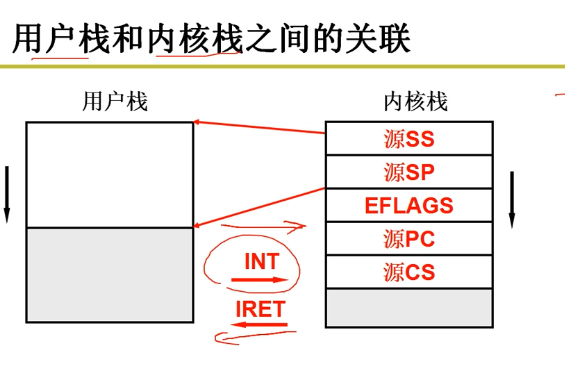 用户栈和内核栈之间的关联
用户栈
内核栈
源SS
源SP
EFLAGS
源PC
源CS
INT
IRET